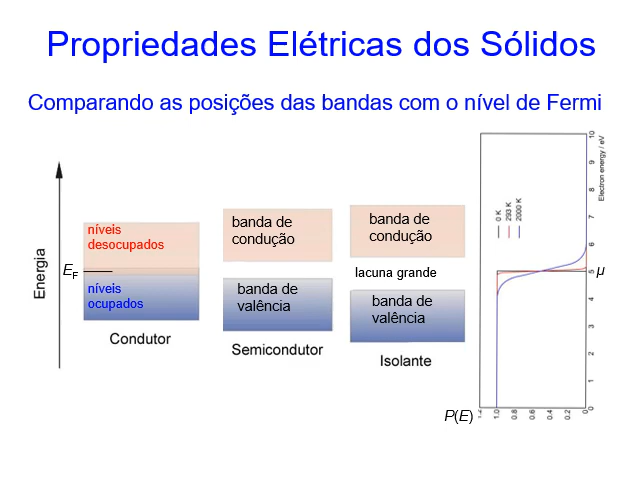 Propriedades Elétricas dos Sólidos
Comparando as posições das bandas com o nível de Fermi
Energia
E_F
níveis
desocupados
níveis
ocupados
Condutor
banda de
condução
banda de
valência
Semicondutor
banda de
condução
lacuna grande
banda de
valência
Isolante
0 K
293 K
2000 K
Electron energy / eV
10
9
8
7
6
5
4
3
2
1
0
μ
P(E)
1.0
0.8
0.6
0.4
0.2
0